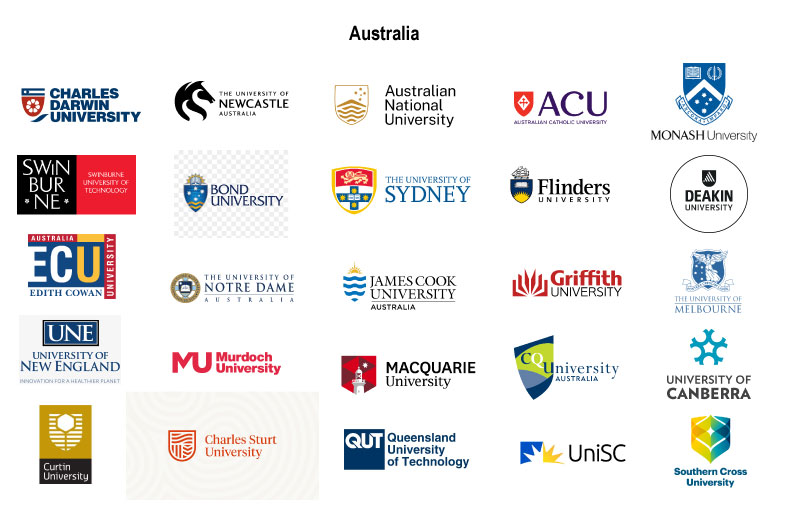 Australia
CHARLES
DARWIN
UNIVERSITY
THE UNIVERSITY OF
NEWCASTLE
AUSTRALIA
Australian
National
University
ACU
AUSTRALIAN CATHOLIC UNIVERSITY
MONASH University
SWiN
BUR
NE
SWINBURNE
UNIVERSITY OF
TECHNOLOGY
BOND
UNIVERSITY
THE UNIVERSITY OF
SYDNEY
Flinders
UNIVERSITY
DEAKIN
UNIVERSITY
AUSTRALIA
ECU
UNIVERSITY
EDITH COWAN
THE UNIVERSITY OF
NOTRE DAME
AUSTRALIA
JAMES COOK
UNIVERSITY
AUSTRALIA
Griffith
UNIVERSITY
THE UNIVERSITY OF
MELBOURNE
UNE
UNIVERSITY OF
NEW ENGLAND
INNOVATION FOR A HEALTHIER PLANET
MU Murdoch
University
MACQUARIE
University
CQUniversity
AUSTRALIA
UNIVERSITY OF
CANBERRA
Curtin
University
Charles Sturt
University
QUT
Queensland
University
of Technology
UniSC
Southern Cross
University